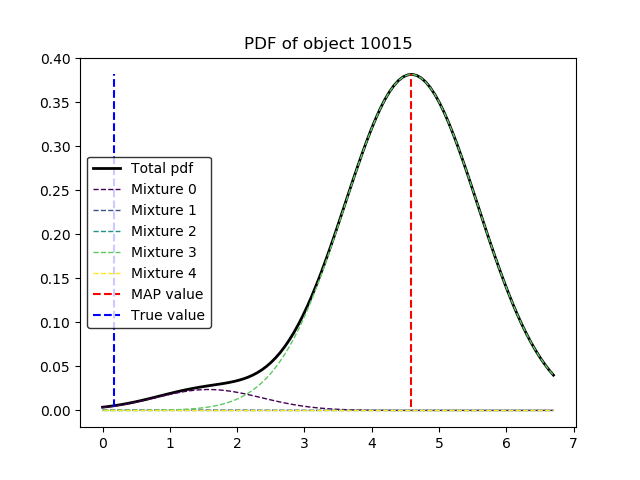 PDF of object 10015
0.40
0.35
0.30
0.25
0.20
0.15
0.10
0.05
0.00
Total pdf
Mixture 0
Mixture 1
Mixture 2
Mixture 3
Mixture 4
MAP value
True value
0 1 2 3 4 5 6 7